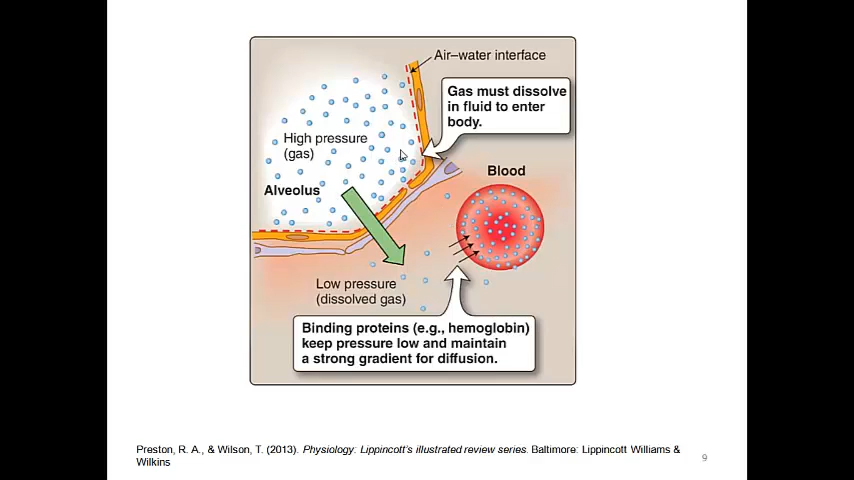 Air–water interface
Gas must dissolve
in fluid to enter
body.
High pressure
(gas)
Alveolus
Blood
Low pressure
(dissolved gas)
Binding proteins (e.g., hemoglobin)
keep pressure low and maintain
a strong gradient for diffusion.
Preston, R. A., & Wilson, T. (2013). Physiology: Lippincott's illustrated review series. Baltimore: Lippincott Williams &
Wilkins
9